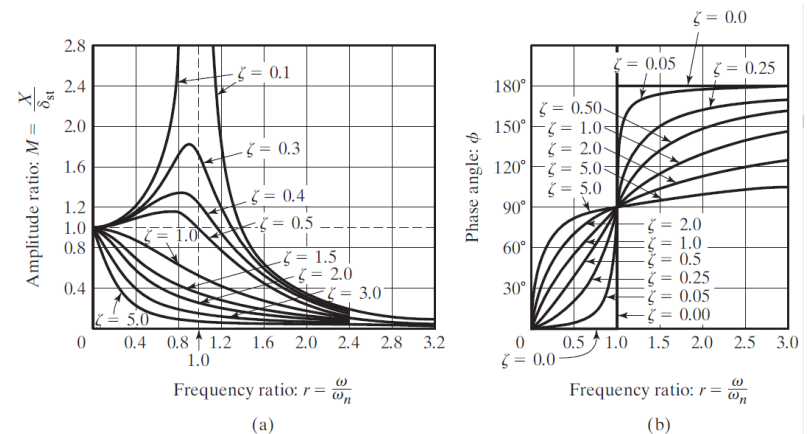 2.8
2.4
2.0
1.6
1.2
1.0
0.8
0.4
0
0.4
0.8
1.0
1.2
1.6
2.0
2.4
2.8
3.2
Amplitude ratio: M = X/δst
ζ = 0.1
ζ = 0.3
ζ = 0.4
ζ = 0.5
ζ = 1.0
ζ = 1.5
ζ = 2.0
ζ = 3.0
ζ = 5.0
Frequency ratio: r = ω/ωn
(a)
ζ = 0.0
ζ = 0.05
ζ = 0.25
180°
150°
120°
90°
60°
30°
0
Phase angle: ϕ
ζ = 0.50
ζ = 1.0
ζ = 2.0
ζ = 5.0
ζ = 5.0
ζ = 2.0
ζ = 1.0
ζ = 0.5
ζ = 0.25
ζ = 0.05
ζ = 0.00
0.5
1.0
1.5
2.0
2.5
3.0
ζ = 0.0
Frequency ratio: r = ω/ωn
(b)